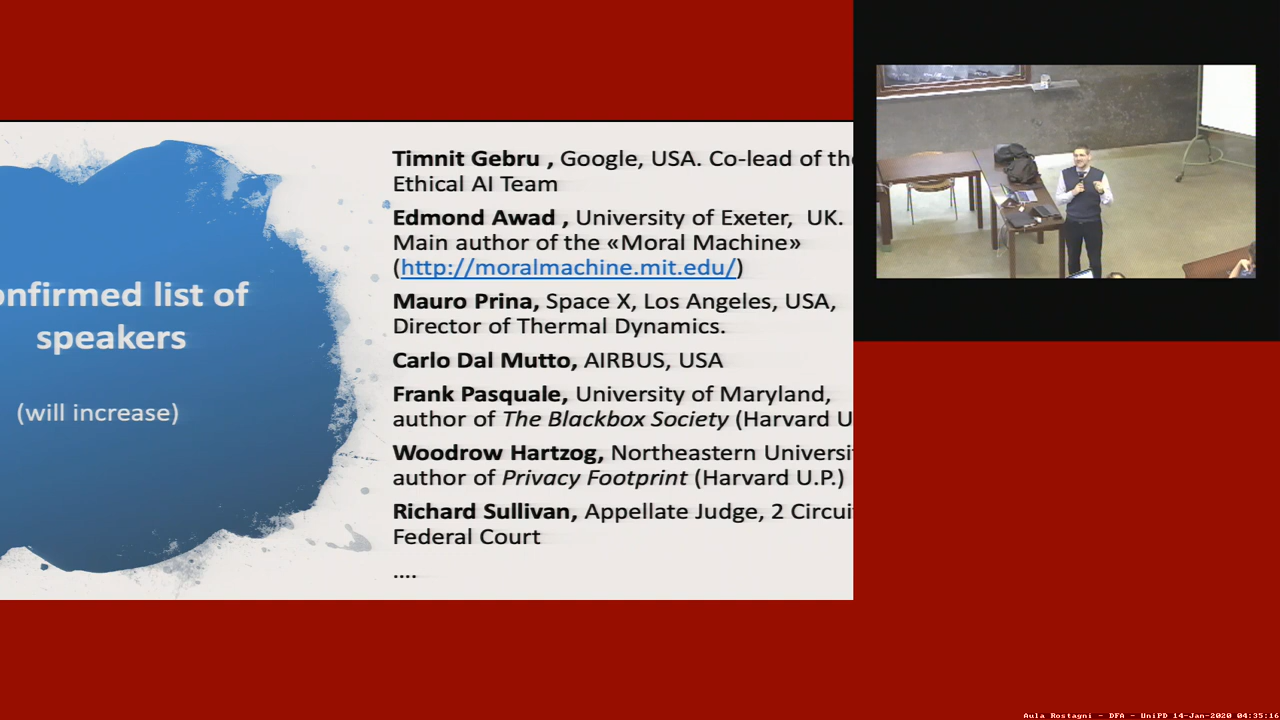 onfirmed list of
speakers
(will increase)
Timnit Gebru , Google, USA. Co-lead of the
Ethical AI Team
Edmond Awad , University of Exeter, UK.
Main author of the «Moral Machine»
(http://moralmachine.mit.edu/)
Mauro Prina, Space X, Los Angeles, USA,
Director of Thermal Dynamics.
Carlo Dal Mutto, AIRBUS, USA
Frank Pasquale, University of Maryland,
author of The Blackbox Society (Harvard U
Woodrow Hartzog, Northeastern Universit
author of Privacy Footprint (Harvard U.P.)
Richard Sullivan, Appellate Judge, 2 Circui
Federal Court
....
Aula Rostagni - DFA - UniPD 14-Jan-2020 04:35:16